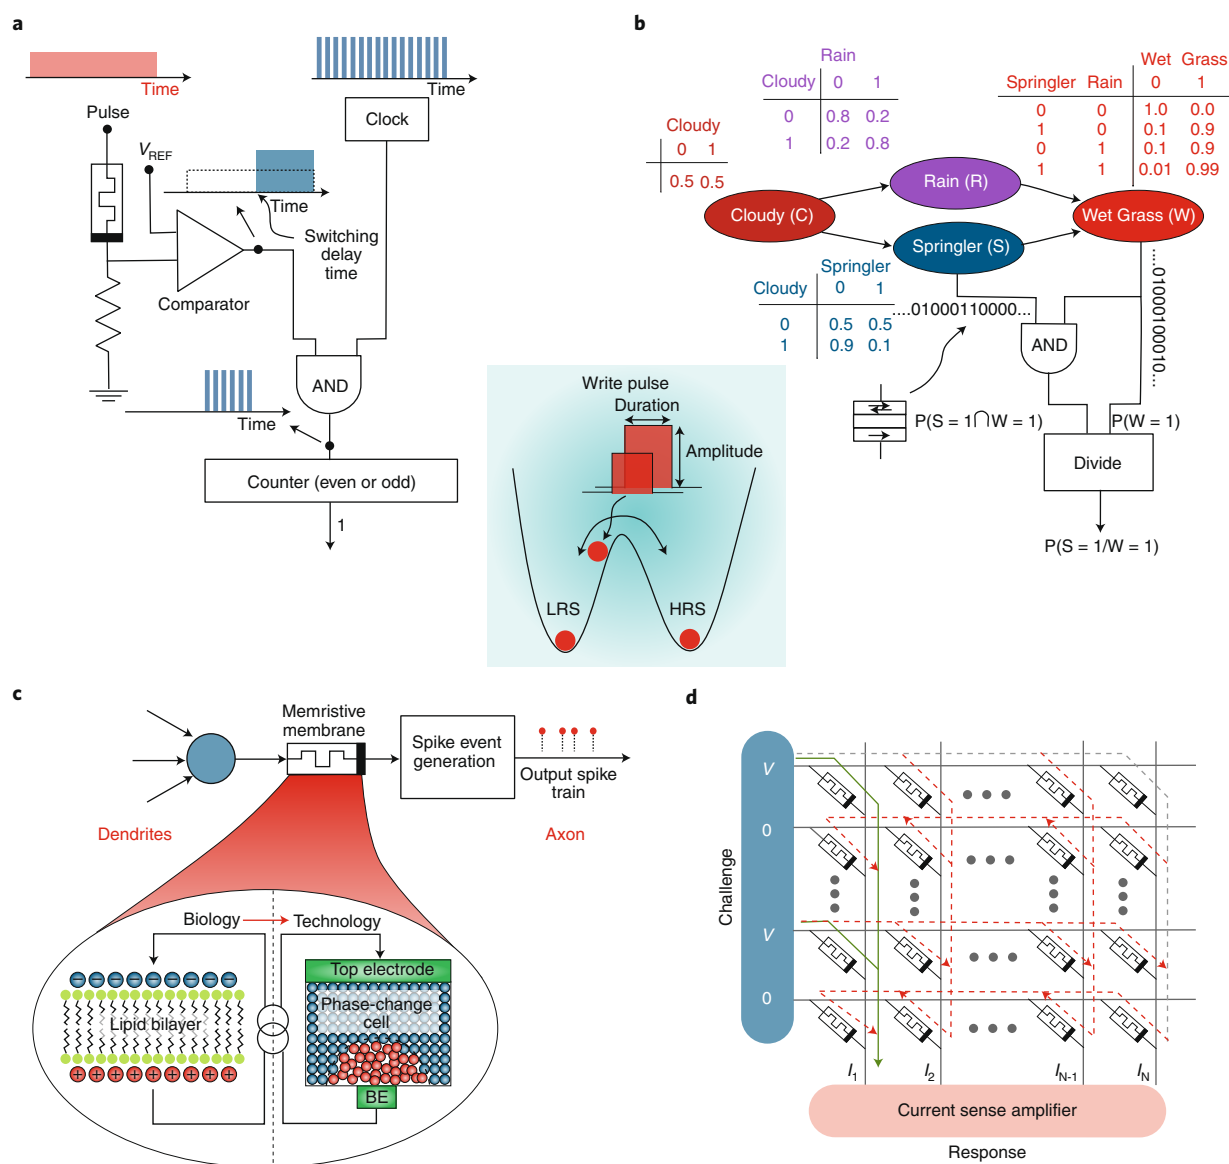 a
Time
Time
Pulse
Clock
V_REF
Time
Switching
delay
time
Comparator
AND
Time
Counter (even or odd)
1
b
Rain
Cloudy 0 1
0 0.8 0.2
1 0.2 0.8
Cloudy
0 1
0.5 0.5
Wet Grass
Springler Rain 0 1
0 0 1.0 0.0
1 0 0.1 0.9
0 1 0.1 0.9
1 1 0.01 0.99
Rain (R)
Cloudy (C)
Wet Grass (W)
Springler (S)
Springler
Cloudy 0 1
0 0.5 0.5
1 0.9 0.1
....01000110000...
....01000100010...
AND
P(S = 1⋂W = 1)
P(W = 1)
Divide
P(S = 1/W = 1)
Write pulse
Duration
Amplitude
LRS
HRS
c
Memristive
membrane
Spike event
generation
Output spike
train
Dendrites
Axon
Biology
Technology
Lipid bilayer
Top electrode
Phase-change
cell
BE
d
Challenge
V
0
V
0
I_1
I_2
I_N-1
I_N
Current sense amplifier
Response